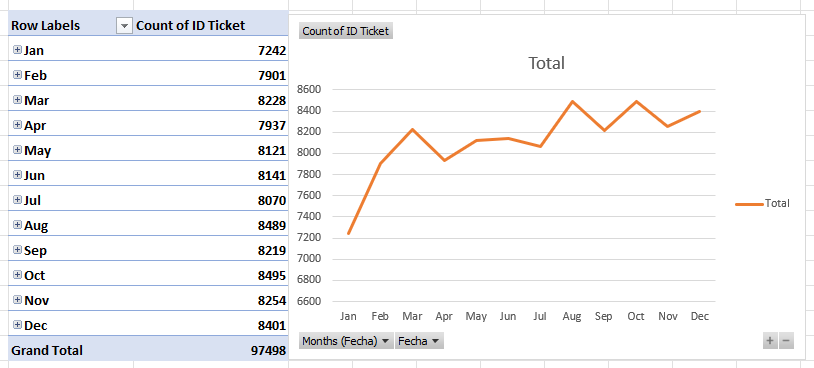 Row Labels Count of ID Ticket
Jan 7242
Feb 7901
Mar 8228
Apr 7937
May 8121
Jun 8141
Jul 8070
Aug 8489
Sep 8219
Oct 8495
Nov 8254
Dec 8401
Grand Total 97498
Count of ID Ticket
Total
8600
8400
8200
8000
7800
7600
7400
7200
7000
6800
6600
Jan Feb Mar Apr May Jun Jul Aug Sep Oct Nov Dec
Total
Months (Fecha) Fecha